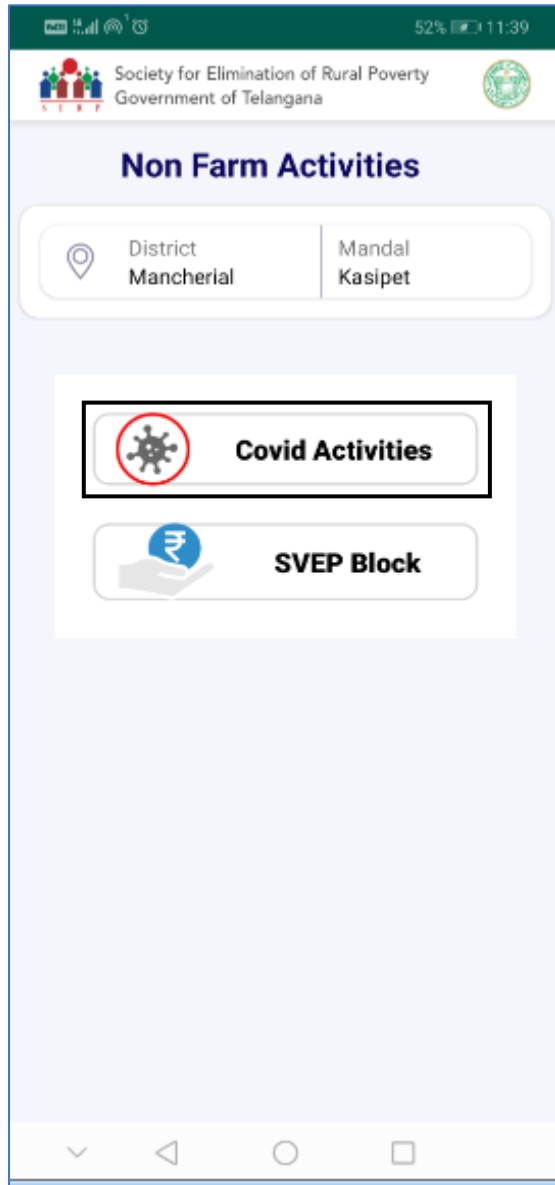 52% 11:39
Society for Elimination of Rural Poverty
Government of Telangana
S E R P
Non Farm Activities
District
Mancherial
Mandal
Kasipet
Covid Activities
₹
SVEP Block